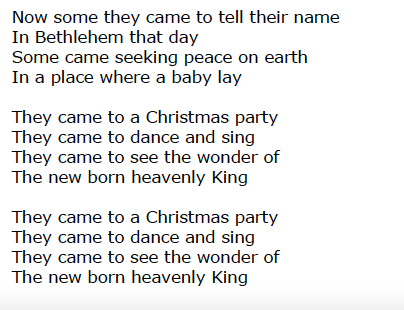 Now some they came to tell their name
In Bethlehem that day
Some came seeking peace on earth
In a place where a baby lay

They came to a Christmas party
They came to dance and sing
They came to see the wonder of
The new born heavenly King

They came to a Christmas party
They came to dance and sing
They came to see the wonder of
The new born heavenly King